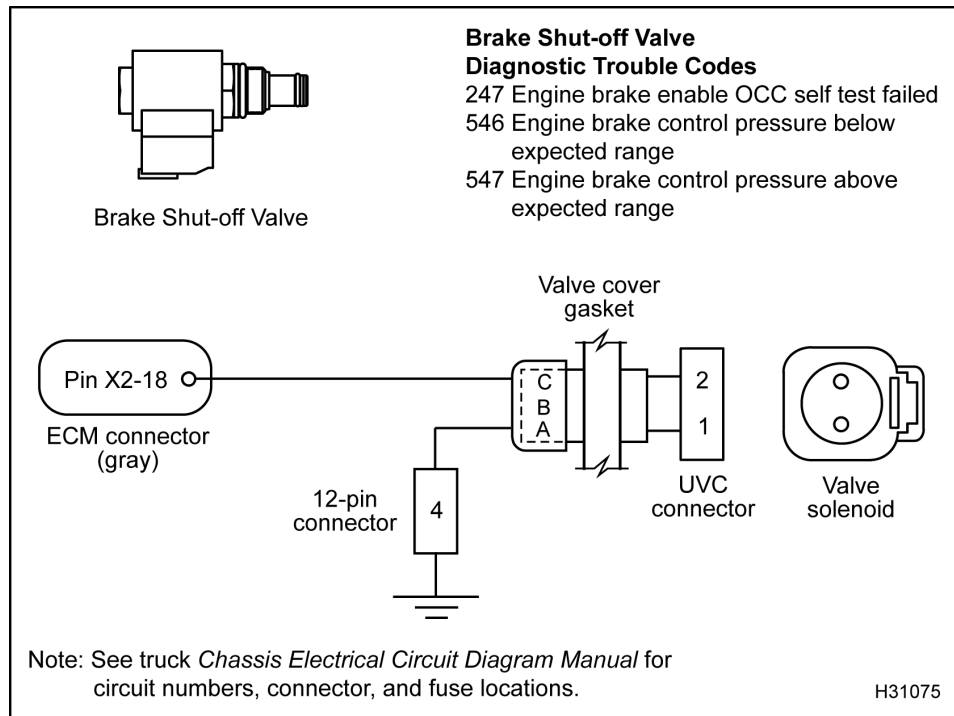 Brake Shut-off Valve
Diagnostic Trouble Codes
247 Engine brake enable OCC self test failed
546 Engine brake control pressure below
expected range
547 Engine brake control pressure above
expected range
Brake Shut-off Valve
Valve cover
gasket
Pin X2-18
ECM connector
(gray)
C
B
A
2
1
12-pin
connector
4
UVC
connector
Valve
solenoid
Note: See truck Chassis Electrical Circuit Diagram Manual for
circuit numbers, connector, and fuse locations.
H31075